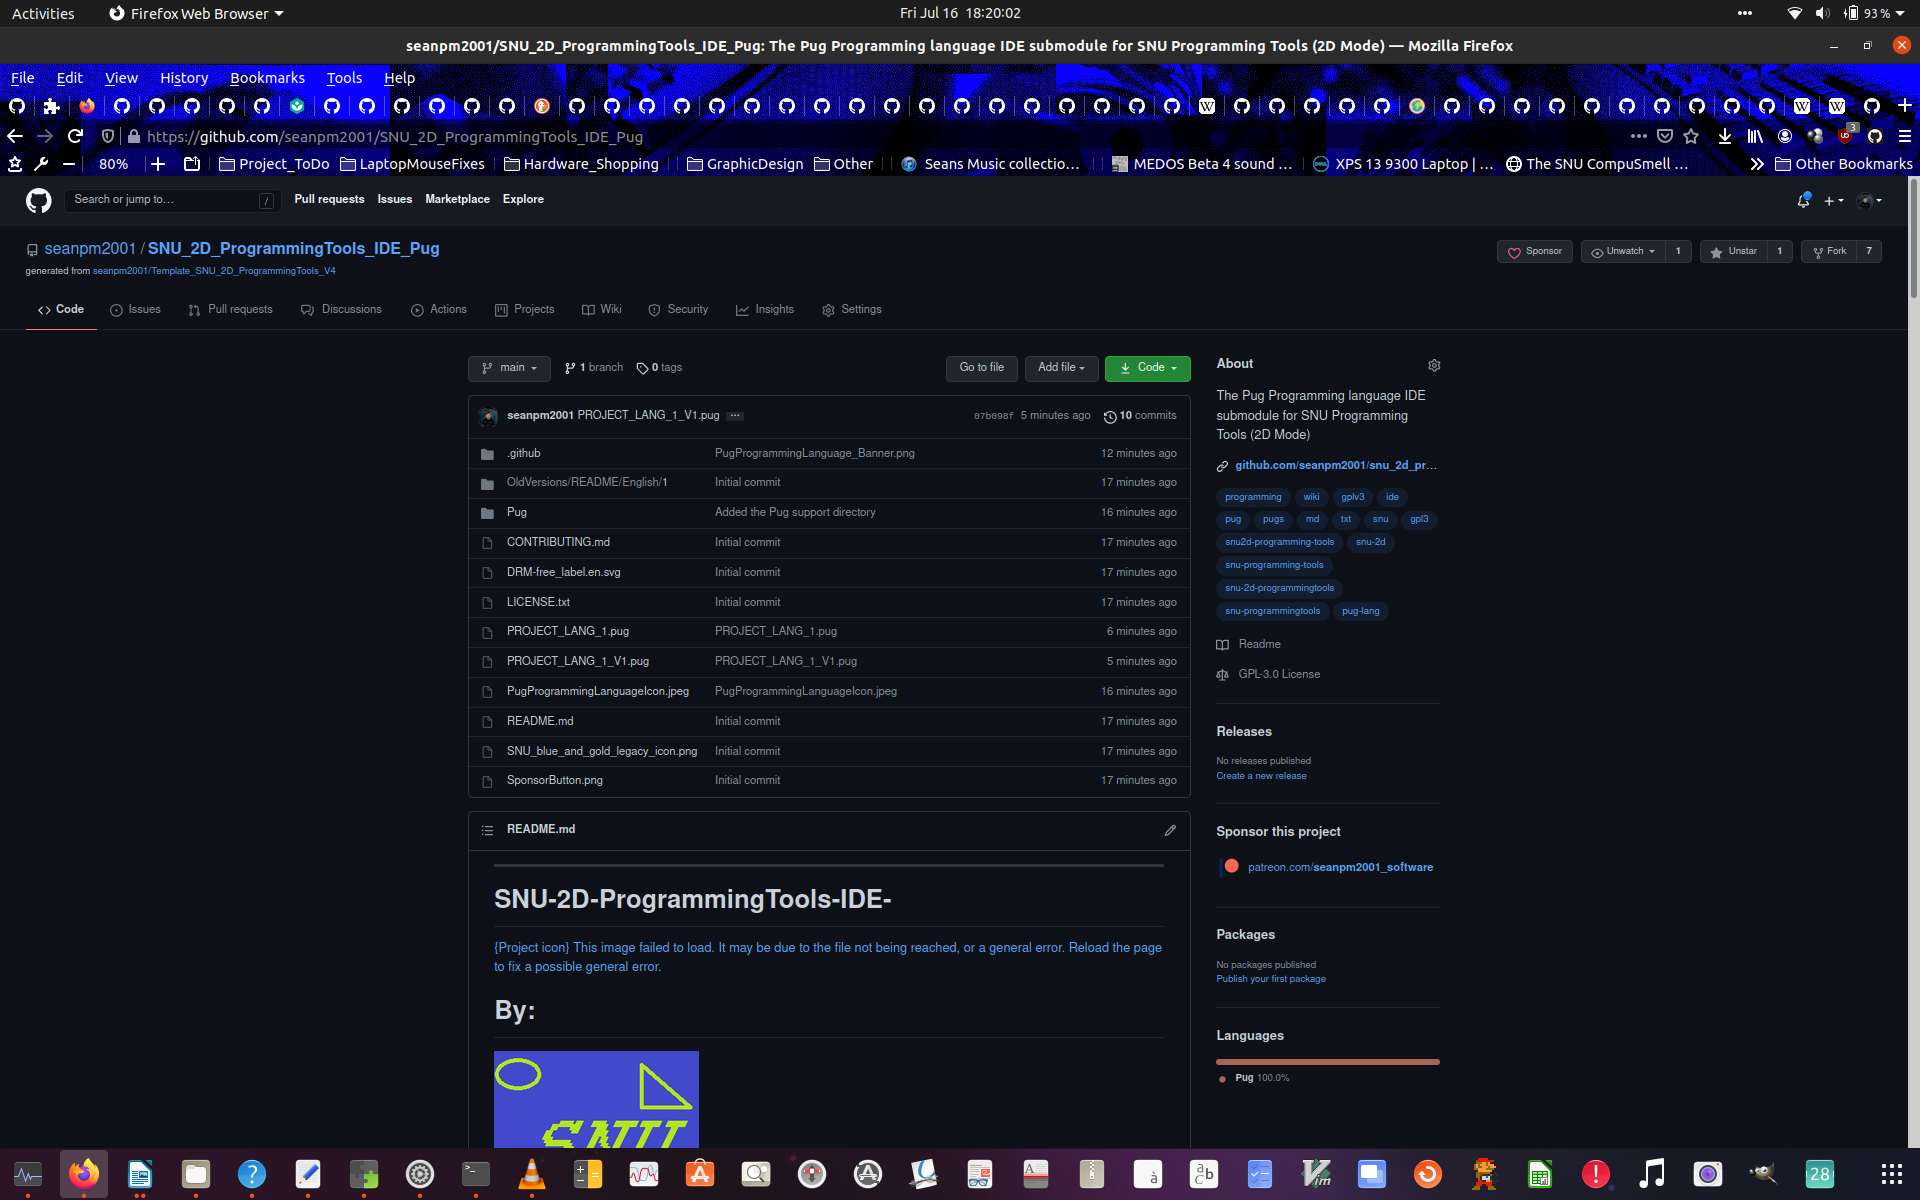 Activities Firefox Web Browser Fri Jul 16 18:20:02 93 %
seanpm2001/SNU_2D_ProgrammingTools_IDE_Pug: The Pug Programming language IDE submodule for SNU Programming Tools (2D Mode) — Mozilla Firefox
File Edit View History Bookmarks Tools Help
https://github.com/seanpm2001/SNU_2D_ProgrammingTools_IDE_Pug 3
80% Project_ToDo LaptopMouseFixes Hardware_Shopping GraphicDesign Other Seans Music collectio… MEDOS Beta 4 sound … XPS 13 9300 Laptop | … The SNU CompuSmell … Other Bookmarks
Search or jump to… / Pull requests Issues Marketplace Explore
seanpm2001 / SNU_2D_ProgrammingTools_IDE_Pug Sponsor Unwatch 1 Unstar 1 Fork 7
generated from seanpm2001/Template_SNU_2D_ProgrammingTools_V4
Code Issues Pull requests Discussions Actions Projects Wiki Security Insights Settings
main 1 branch 0 tags Go to file Add file Code
seanpm2001 PROJECT_LANG_1_V1.pug 07b098f 5 minutes ago 10 commits
.github PugProgrammingLanguage_Banner.png 12 minutes ago
OldVersions/README/English/1 Initial commit 17 minutes ago
Pug Added the Pug support directory 16 minutes ago
CONTRIBUTING.md Initial commit 17 minutes ago
DRM-free_label.en.svg Initial commit 17 minutes ago
LICENSE.txt Initial commit 17 minutes ago
PROJECT_LANG_1.pug PROJECT_LANG_1.pug 6 minutes ago
PROJECT_LANG_1_V1.pug PROJECT_LANG_1_V1.pug 5 minutes ago
PugProgrammingLanguageIcon.jpeg PugProgrammingLanguageIcon.jpeg 16 minutes ago
README.md Initial commit 17 minutes ago
SNU_blue_and_gold_legacy_icon.png Initial commit 17 minutes ago
SponsorButton.png Initial commit 17 minutes ago
README.md
SNU-2D-ProgrammingTools-IDE-
{Project icon} This image failed to load. It may be due to the file not being reached, or a general error. Reload the page
to fix a possible general error.
By:
SNU
About
The Pug Programming language IDE
submodule for SNU Programming
Tools (2D Mode)
github.com/seanpm2001/snu_2d_pr…
programming wiki gplv3 ide
pug pugs md txt snu gpl3
snu2d-programming-tools snu-2d
snu-programming-tools
snu-2d-programmingtools
snu-programmingtools pug-lang
Readme
GPL-3.0 License
Releases
No releases published
Create a new release
Sponsor this project
patreon.com/seanpm2001_software
Packages
No packages published
Publish your first package
Languages
Pug 100.0%
28